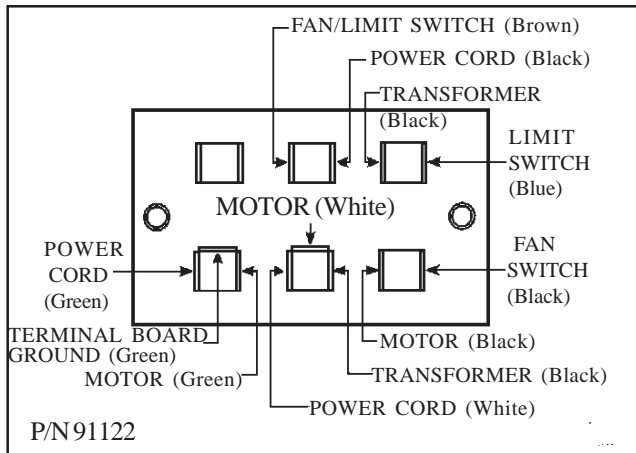 FAN/LIMIT SWITCH (Brown)
POWER CORD (Black)
TRANSFORMER
(Black)
LIMIT
SWITCH
(Blue)
MOTOR (White)
POWER
CORD
(Green)
FAN
SWITCH
(Black)
TERMINAL BOARD
GROUND (Green)
MOTOR (Black)
MOTOR (Green)
TRANSFORMER (Black)
POWER CORD (White)
P/N 91122